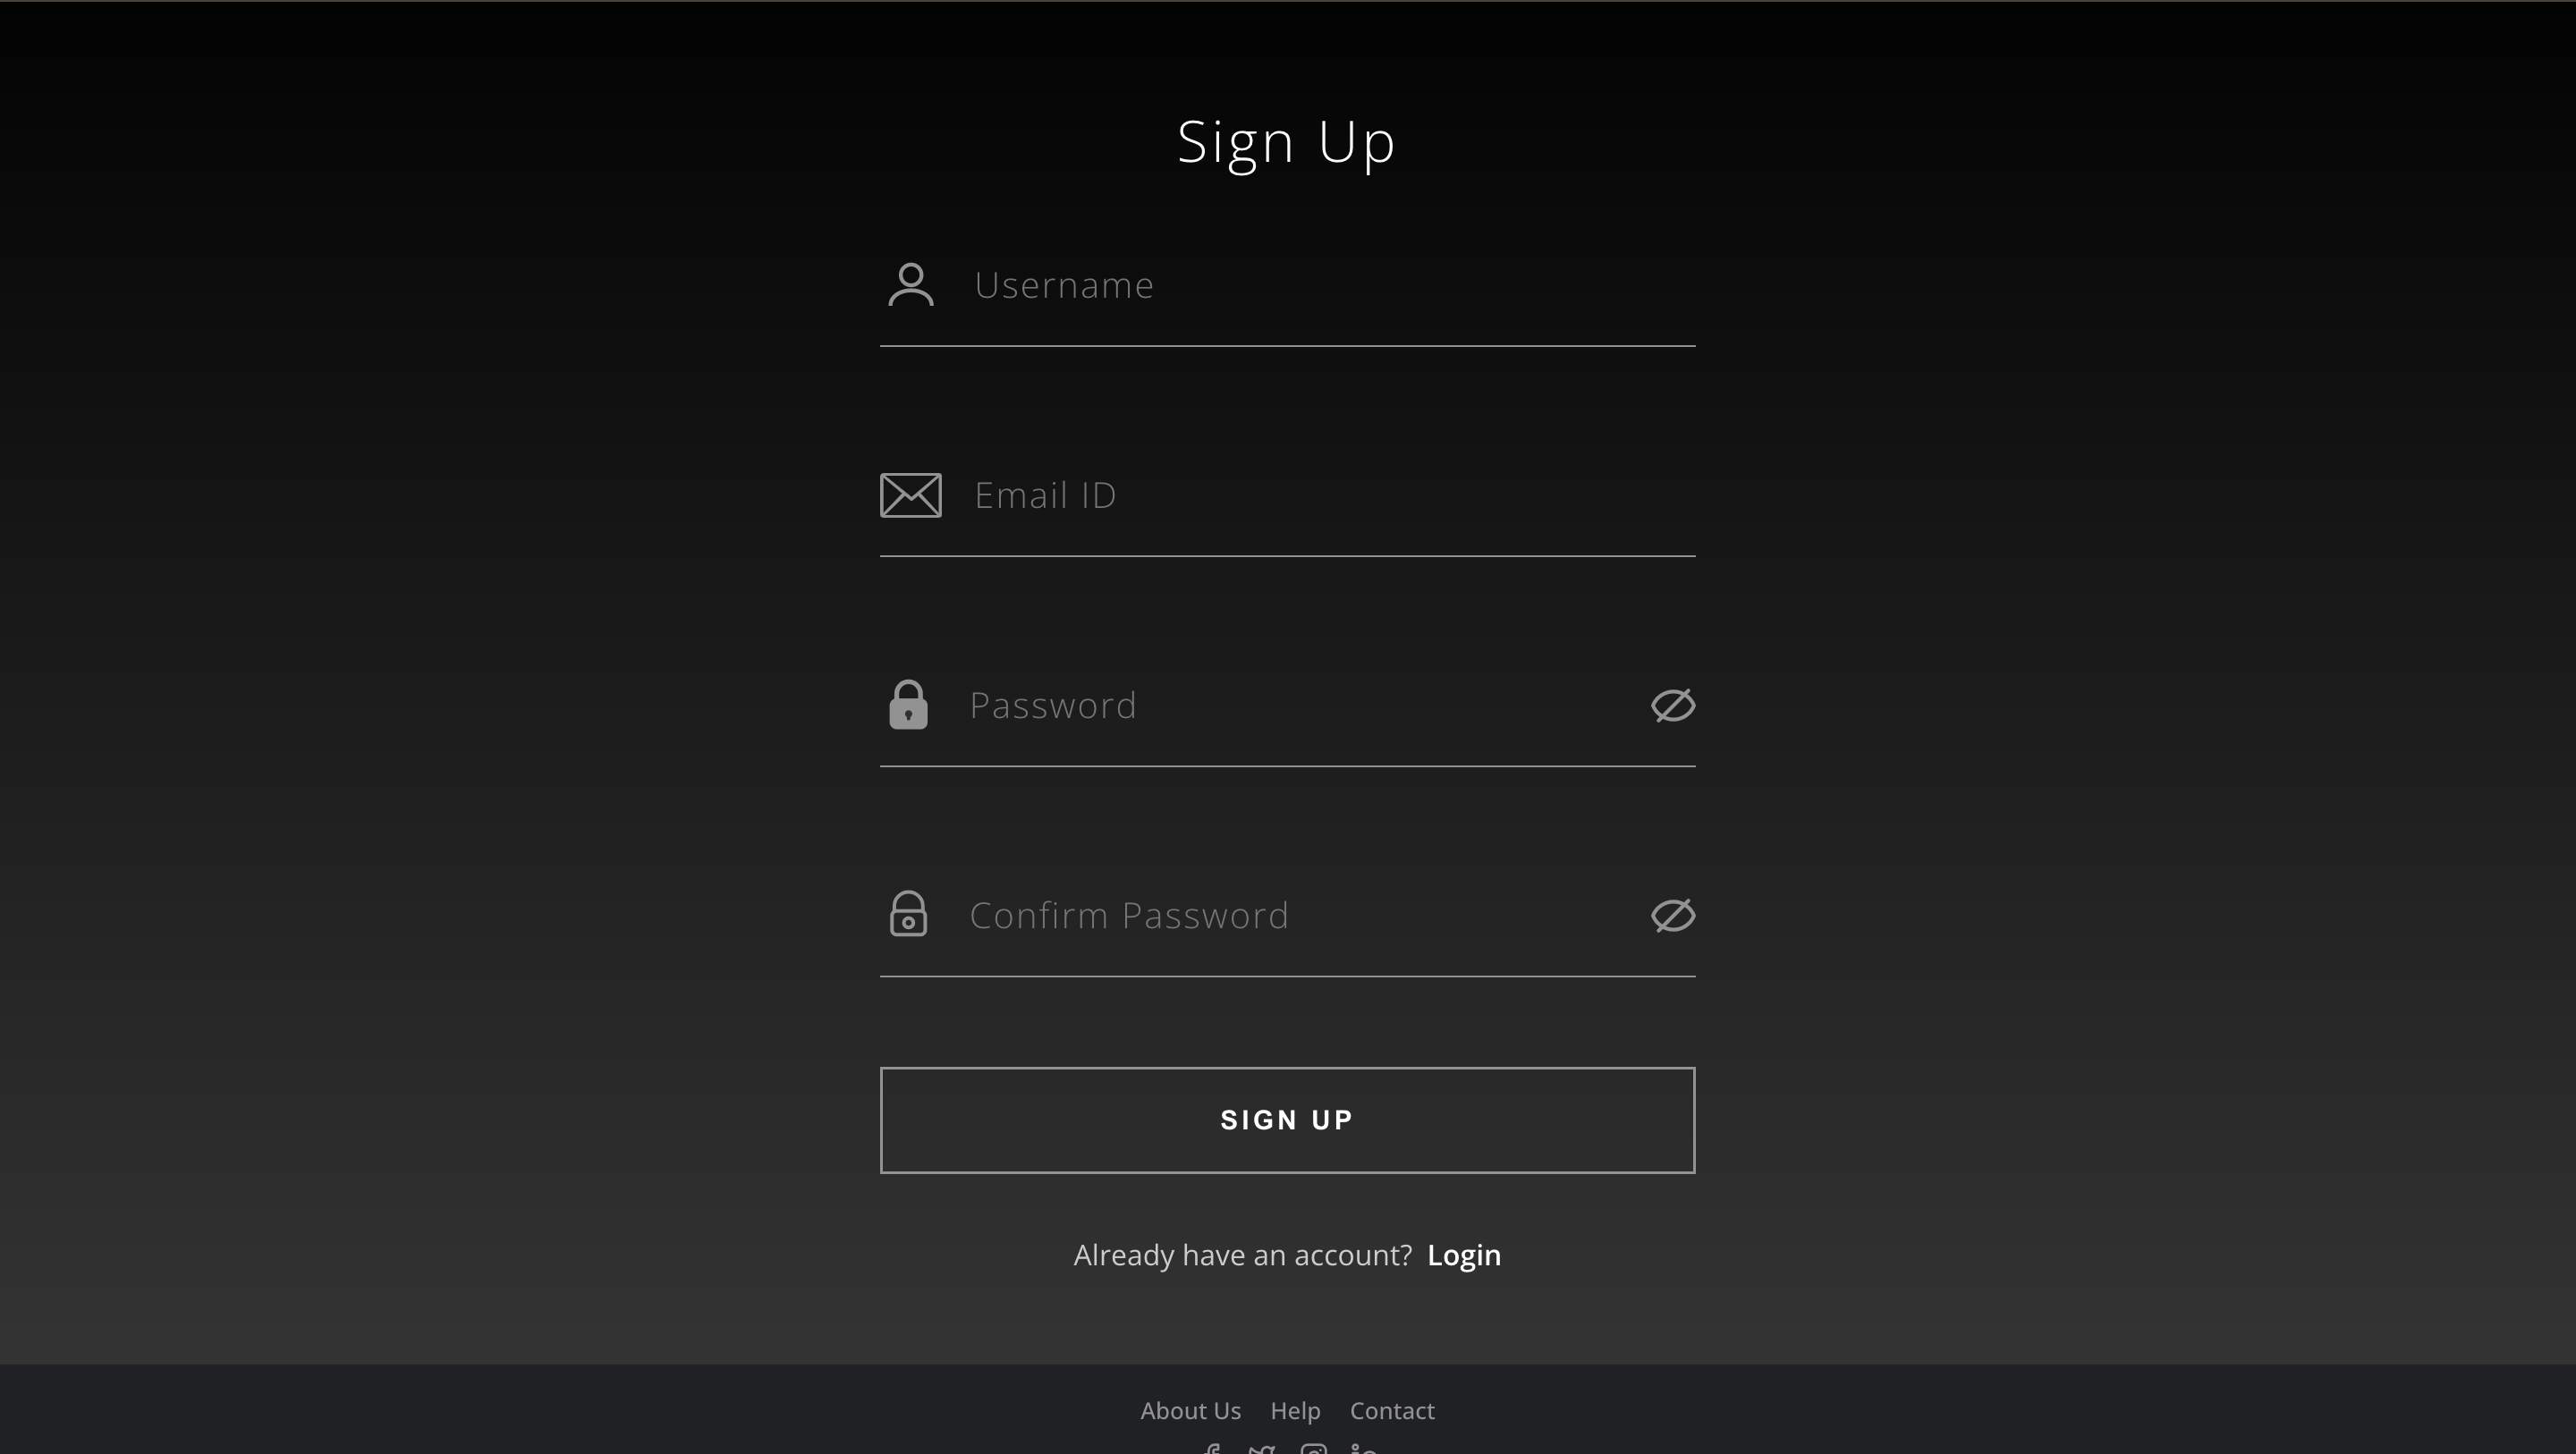 Sign Up
Username
Email ID
Password
Confirm Password
SIGN UP
Already have an account? Login
About Us Help Contact